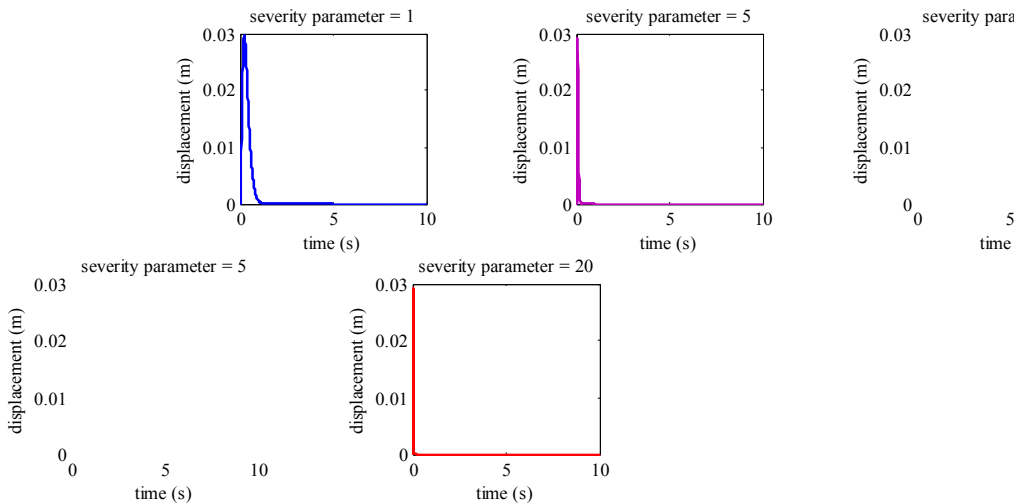 severity parameter = 1
0.03
0.02
0.01
0
0 5 10
displacement (m)
time (s)
severity parameter = 5
0.03
0.02
0.01
0
0 5 10
displacement (m)
time (s)
severity
0.03
0.02
0.01
0
0 5
displacement (m)
time
severity parameter = 5
0.03
0.02
0.01
0
0 5 10
displacement (m)
time (s)
severity parameter = 20
0.03
0.02
0.01
0
0 5 10
displacement (m)
time (s)